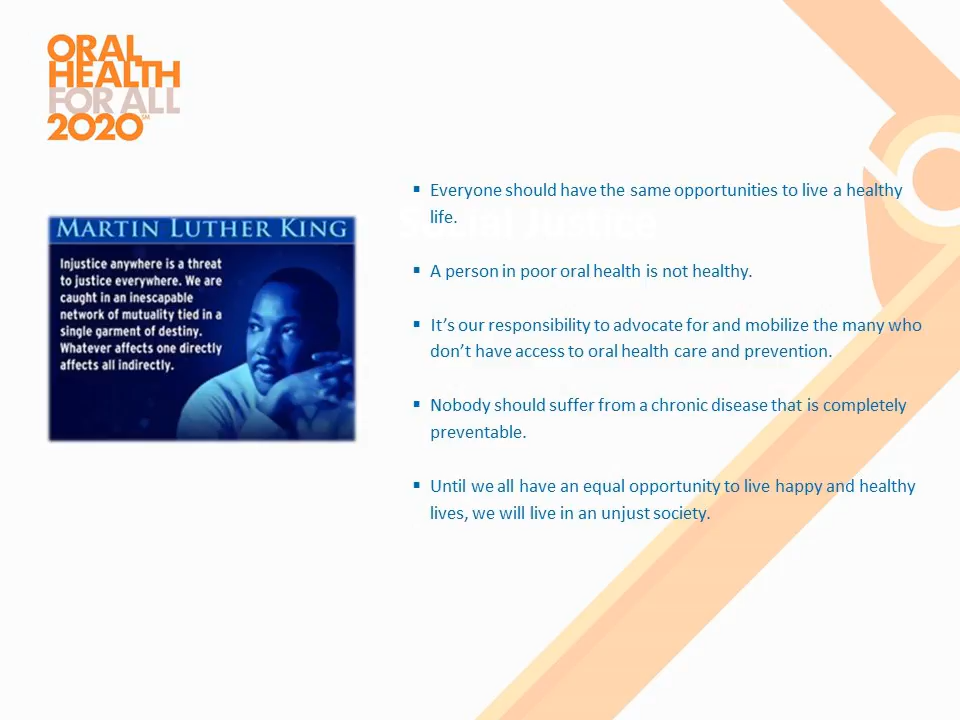 ORAL
HEALTH
FOR ALL
2020 SM
Social Justice
▪ Everyone should have the same opportunities to live a healthy
life.
▪ A person in poor oral health is not healthy.
▪ It’s our responsibility to advocate for and mobilize the many who
don’t have access to oral health care and prevention.
▪ Nobody should suffer from a chronic disease that is completely
preventable.
▪ Until we all have an equal opportunity to live happy and healthy
lives, we will live in an unjust society.
MARTIN LUTHER KING
Injustice anywhere is a threat
to justice everywhere. We are
caught in an inescapable
network of mutuality tied in a
single garment of destiny.
Whatever affects one directly
affects all indirectly.